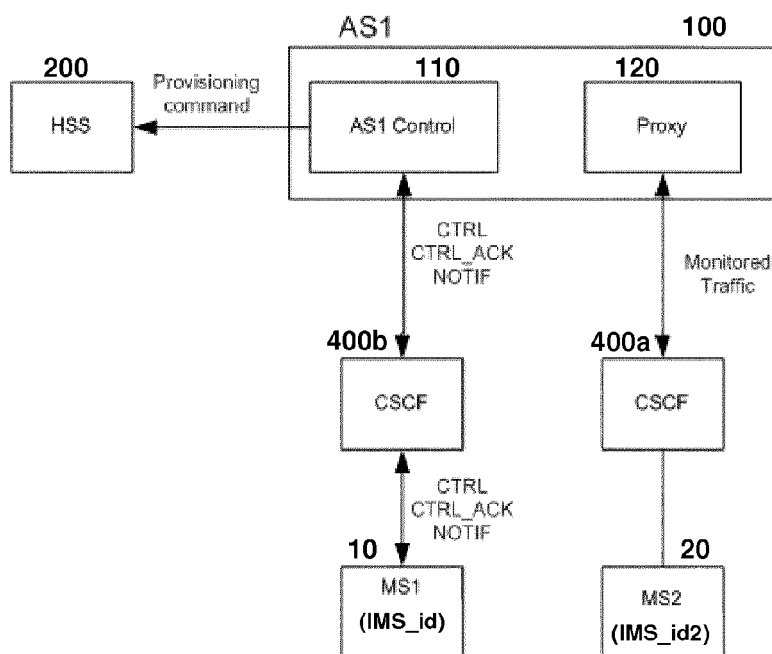 AS1
100
200
Provisioning
command
110
120
HSS
AS1 Control
Proxy
CTRL
CTRL_ACK
NOTIF
Monitored
Traffic
400b
400a
CSCF
CSCF
CTRL
CTRL_ACK
NOTIF
10
20
MS1
(IMS_id)
MS2
(IMS_id2)